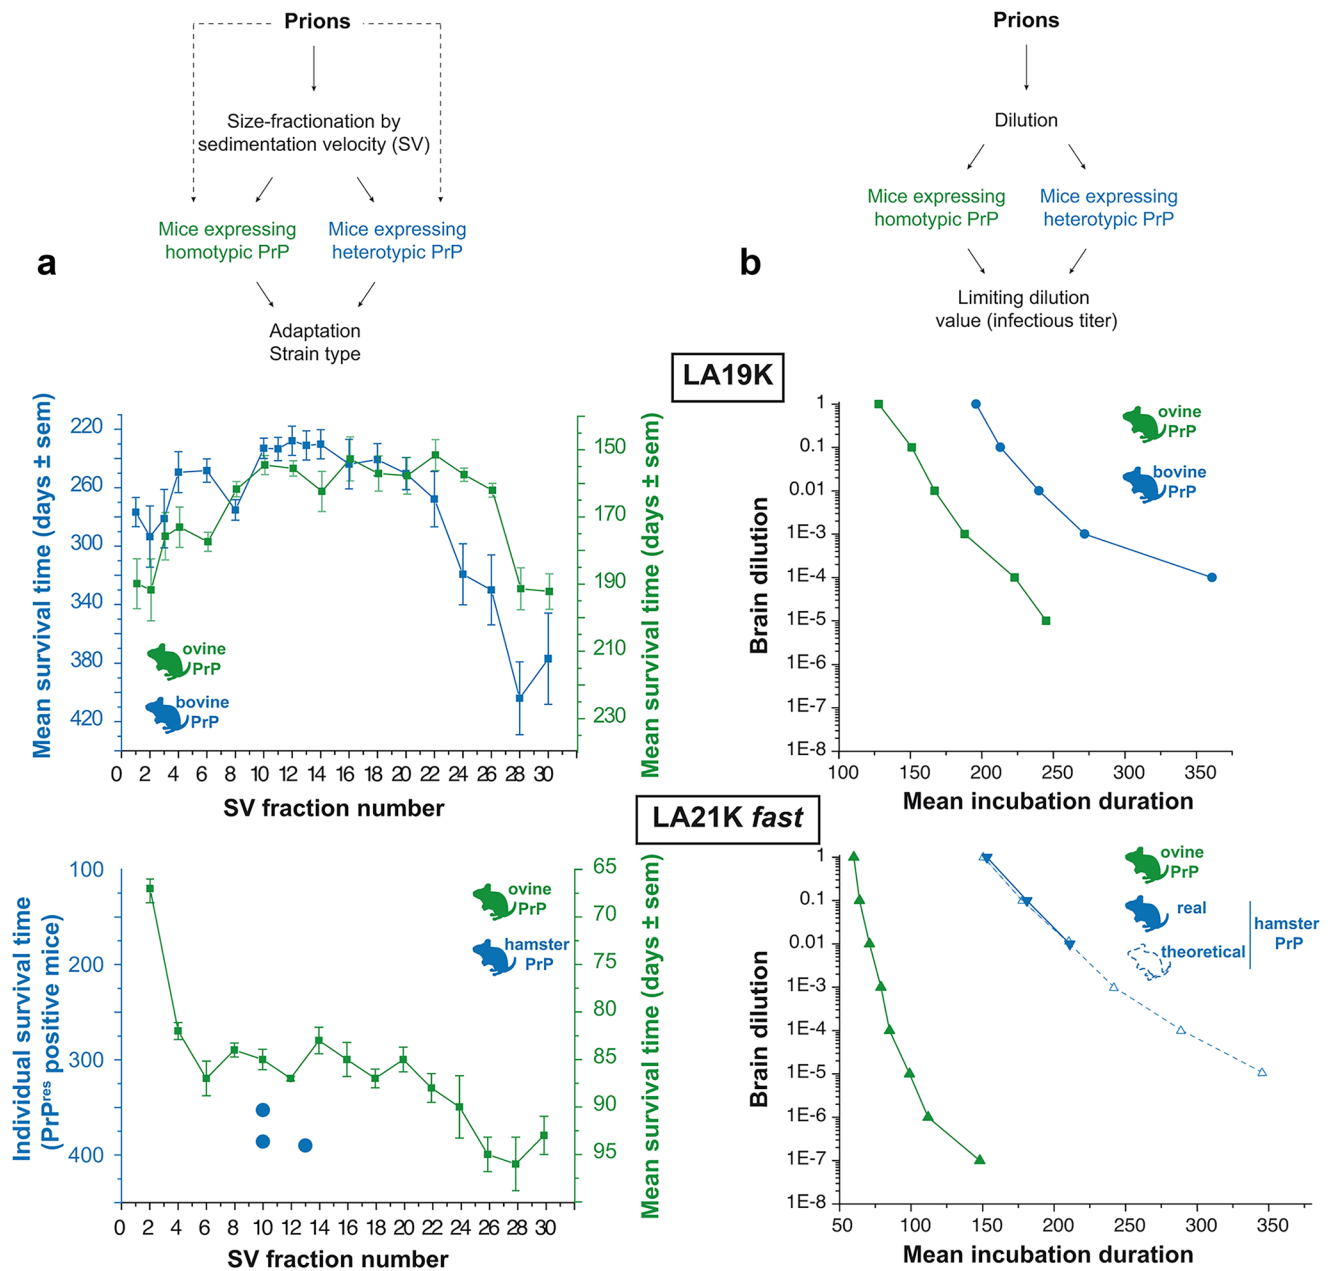 Prions
Size-fractionation by
sedimentation velocity (SV)
Mice expressing
homotypic PrP
Mice expressing
heterotypic PrP
Adaptation
Strain type
a
Prions
Dilution
Mice expressing
homotypic PrP
Mice expressing
heterotypic PrP
Limiting dilution
value (infectious titer)
b
LA19K
Mean survival time (days ± sem)
220
260
300
340
380
420
ovine
PrP
bovine
PrP
150
170
190
210
230
Mean survival time (days ± sem)
0 2 4 6 8 10 12 14 16 18 20 22 24 26 28 30
SV fraction number
Brain dilution
1
0.1
0.01
1E-3
1E-4
1E-5
1E-6
1E-7
1E-8
ovine
PrP
bovine
PrP
100 150 200 250 300 350
Mean incubation duration
LA21K fast
Individual survival time
(PrPres positive mice)
100
200
300
400
ovine
PrP
hamster
PrP
65
70
75
80
85
90
95
Mean survival time (days ± sem)
0 2 4 6 8 10 12 14 16 18 20 22 24 26 28 30
SV fraction number
Brain dilution
1
0.1
0.01
1E-3
1E-4
1E-5
1E-6
1E-7
1E-8
ovine
PrP
real
theoretical
hamster
PrP
50 100 150 200 250 300 350
Mean incubation duration